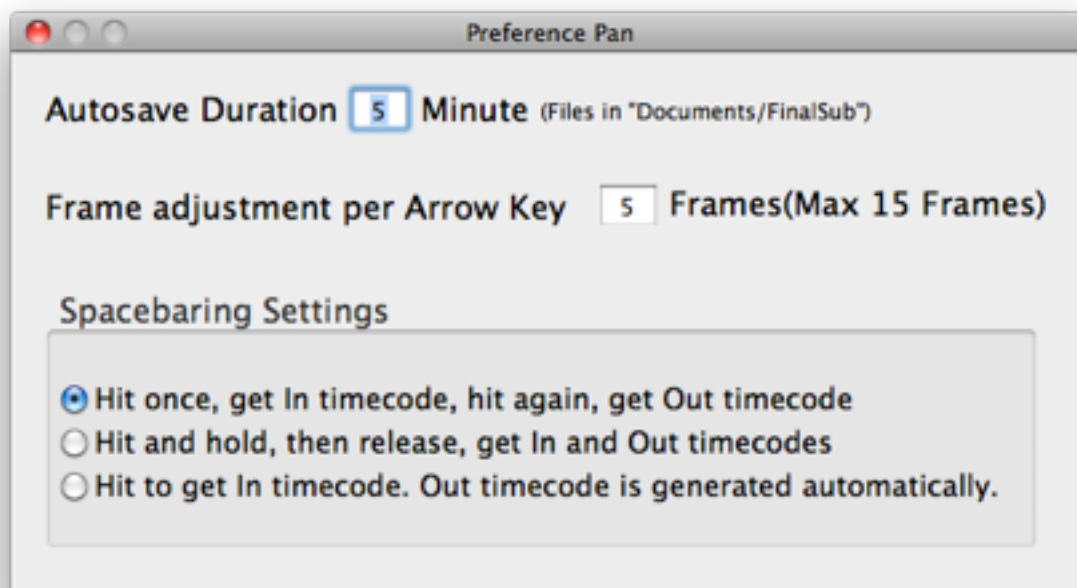 Preference Pan
Autosave Duration 5 Minute (Files in "Documents/FinalSub")
Frame adjustment per Arrow Key 5 Frames(Max 15 Frames)
Spacebaring Settings
Hit once, get In timecode, hit again, get Out timecode
Hit and hold, then release, get In and Out timecodes
Hit to get In timecode. Out timecode is generated automatically.